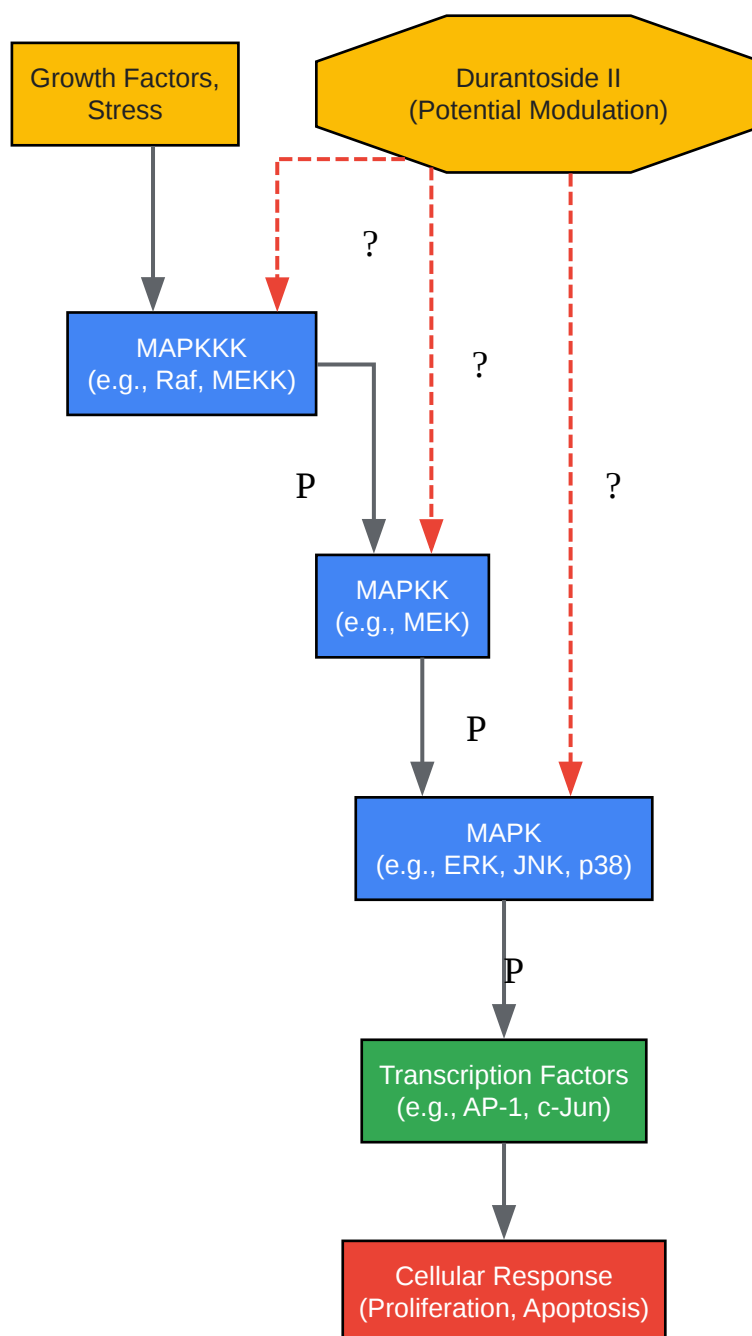 Growth Factors,
Stress
Durantoside II
(Potential Modulation)
?
MAPKKK
(e.g., Raf, MEKK)
?
P
?
MAPKK
(e.g., MEK)
P
MAPK
(e.g., ERK, JNK, p38)
P
Transcription Factors
(e.g., AP-1, c-Jun)
Cellular Response
(Proliferation, Apoptosis)